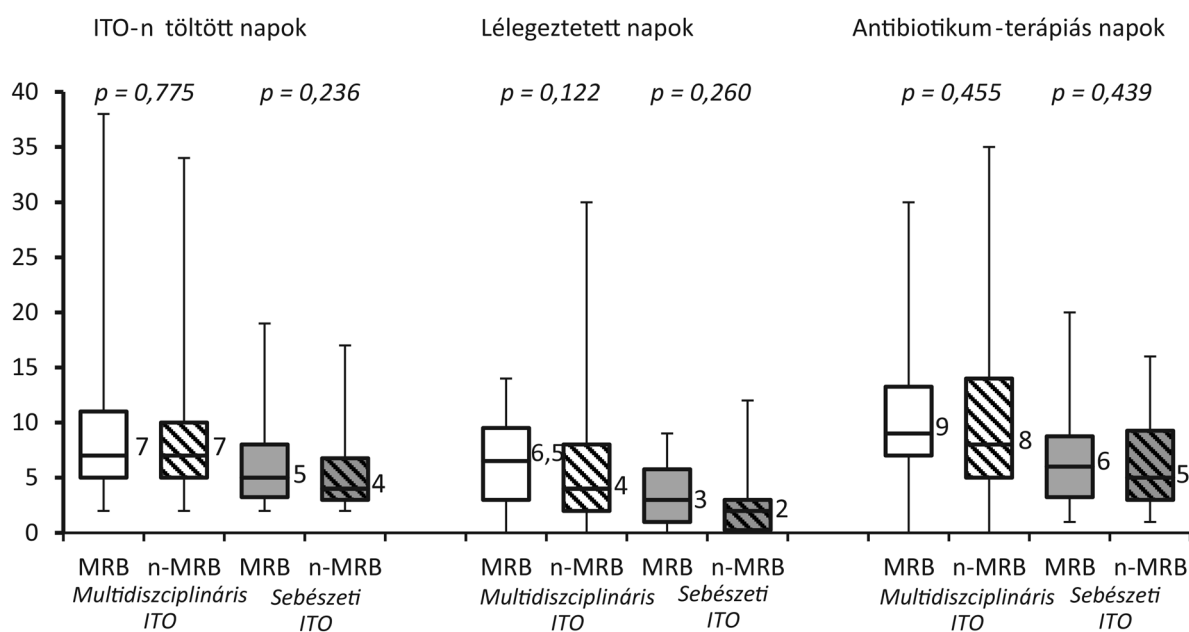 ITO-n töltött napok
Lélegeztetett napok
Antibiotikum-terápiás napok
p = 0,775
p = 0,236
p = 0,122
p = 0,260
p = 0,455
p = 0,439
40
35
30
25
20
15
10
5
0
7
7
5
4
6,5
4
3
2
9
8
6
5
MRB n-MRB MRB n-MRB
Multidiszciplináris ITO
Sebészeti ITO
MRB n-MRB MRB n-MRB
Multidiszciplináris ITO
Sebészeti ITO
MRB n-MRB MRB n-MRB
Multidiszciplináris ITO
Sebészeti ITO